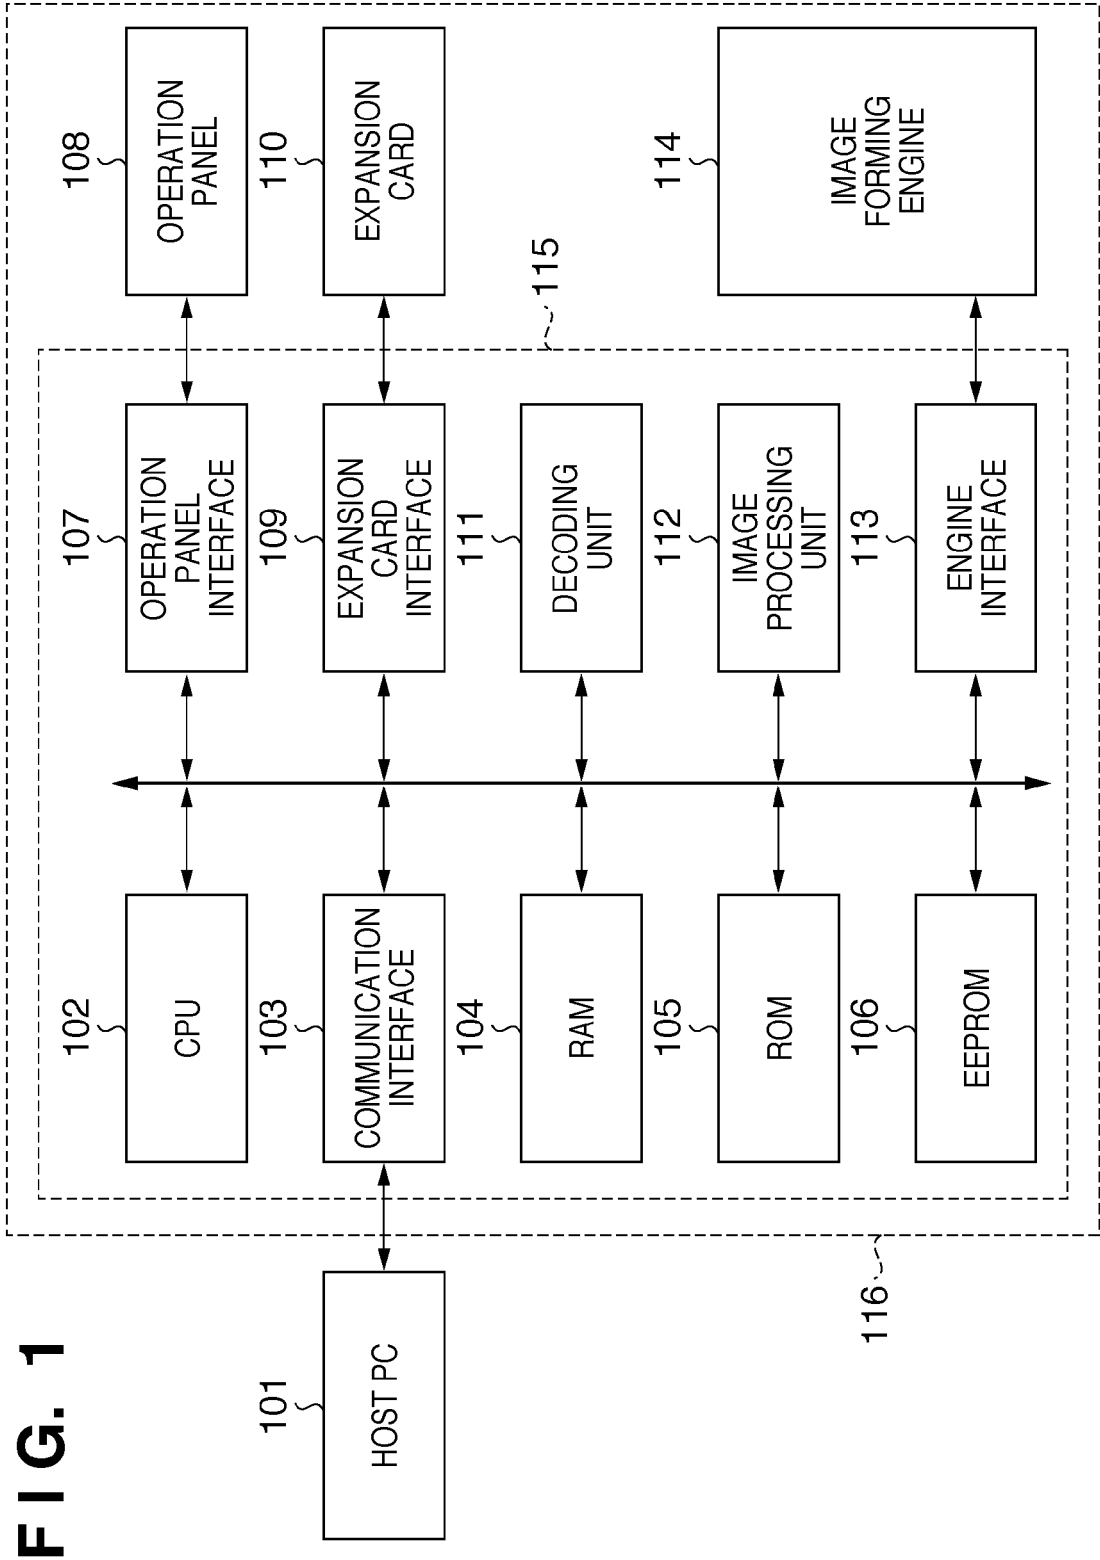 FIG. 1
101
HOST PC
116
102
CPU
103
COMMUNICATION
INTERFACE
104
RAM
105
ROM
106
EEPROM
107
OPERATION
PANEL
INTERFACE
109
EXPANSION
CARD
INTERFACE
111
DECODING
UNIT
112
IMAGE
PROCESSING
UNIT
113
ENGINE
INTERFACE
115
108
OPERATION
PANEL
110
EXPANSION
CARD
114
IMAGE
FORMING
ENGINE